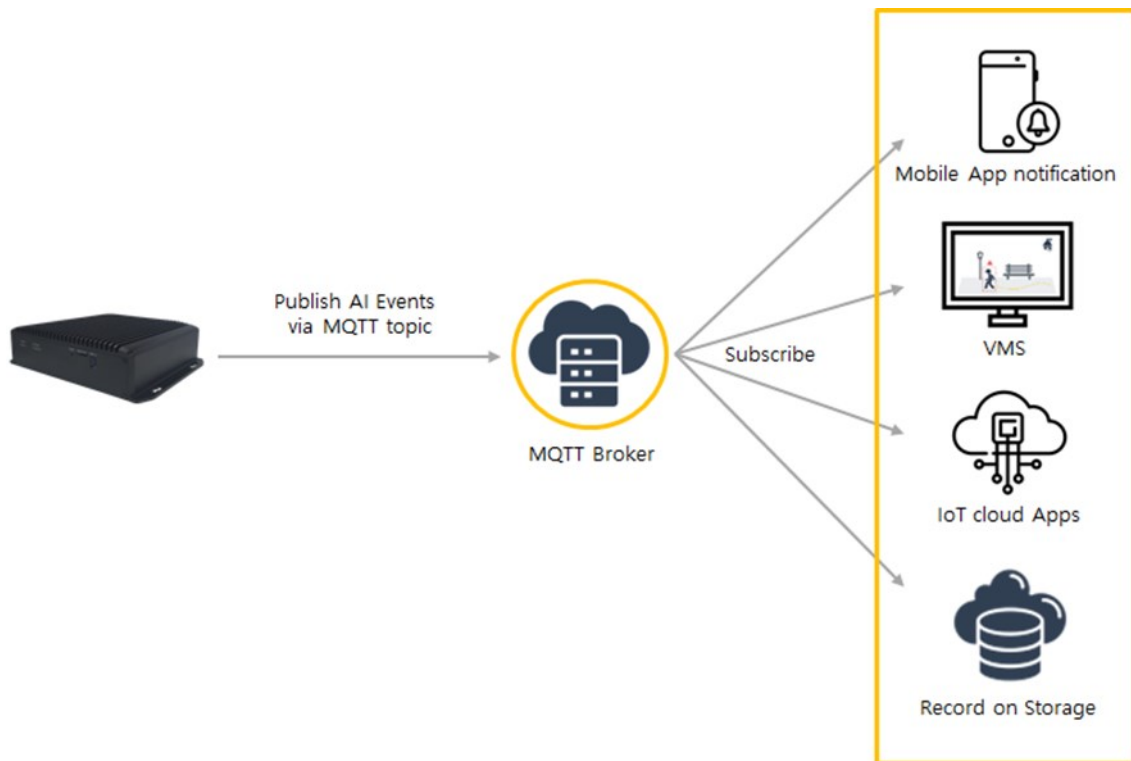 Mobile App notification
VMS
Publish AI Events
via MQTT topic
Subscribe
MQTT Broker
IoT cloud Apps
Record on Storage